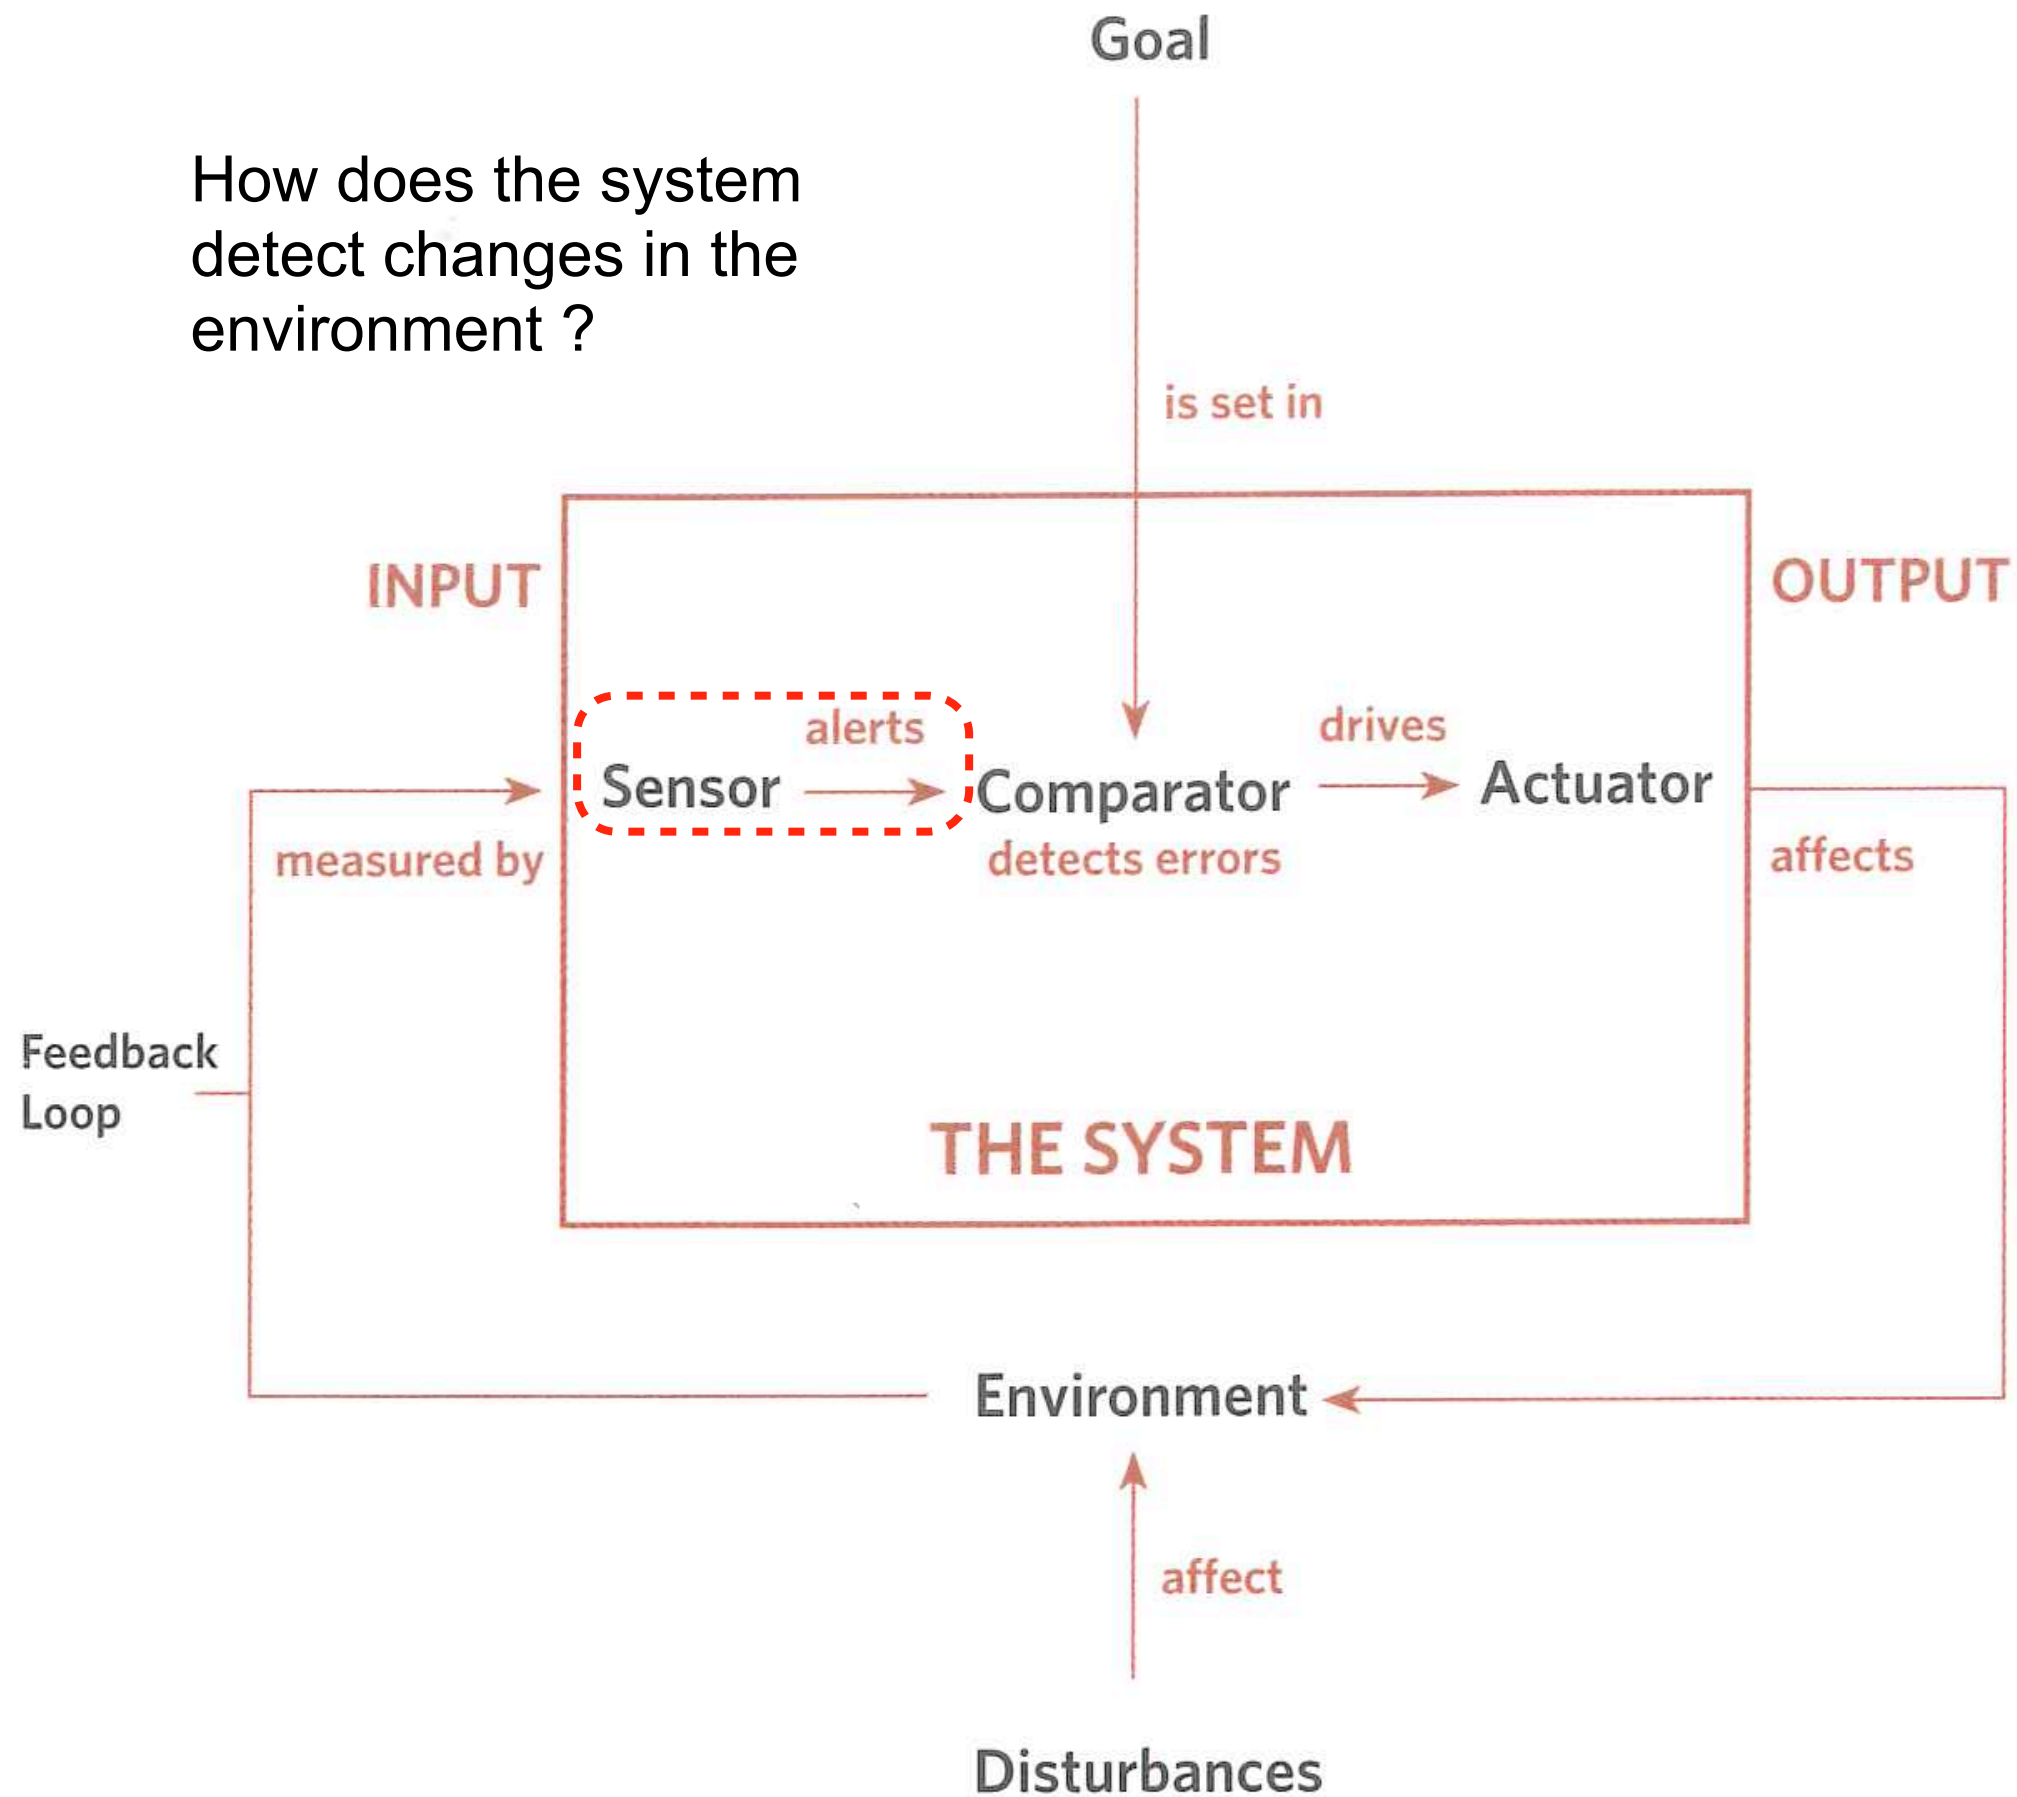 Goal
How does the system
detect changes in the
environment ?
is set in
INPUT
OUTPUT
alerts
drives
Sensor
Comparator
Actuator
measured by
detects errors
affects
Feedback
Loop
THE SYSTEM
Environment
affect
Disturbances